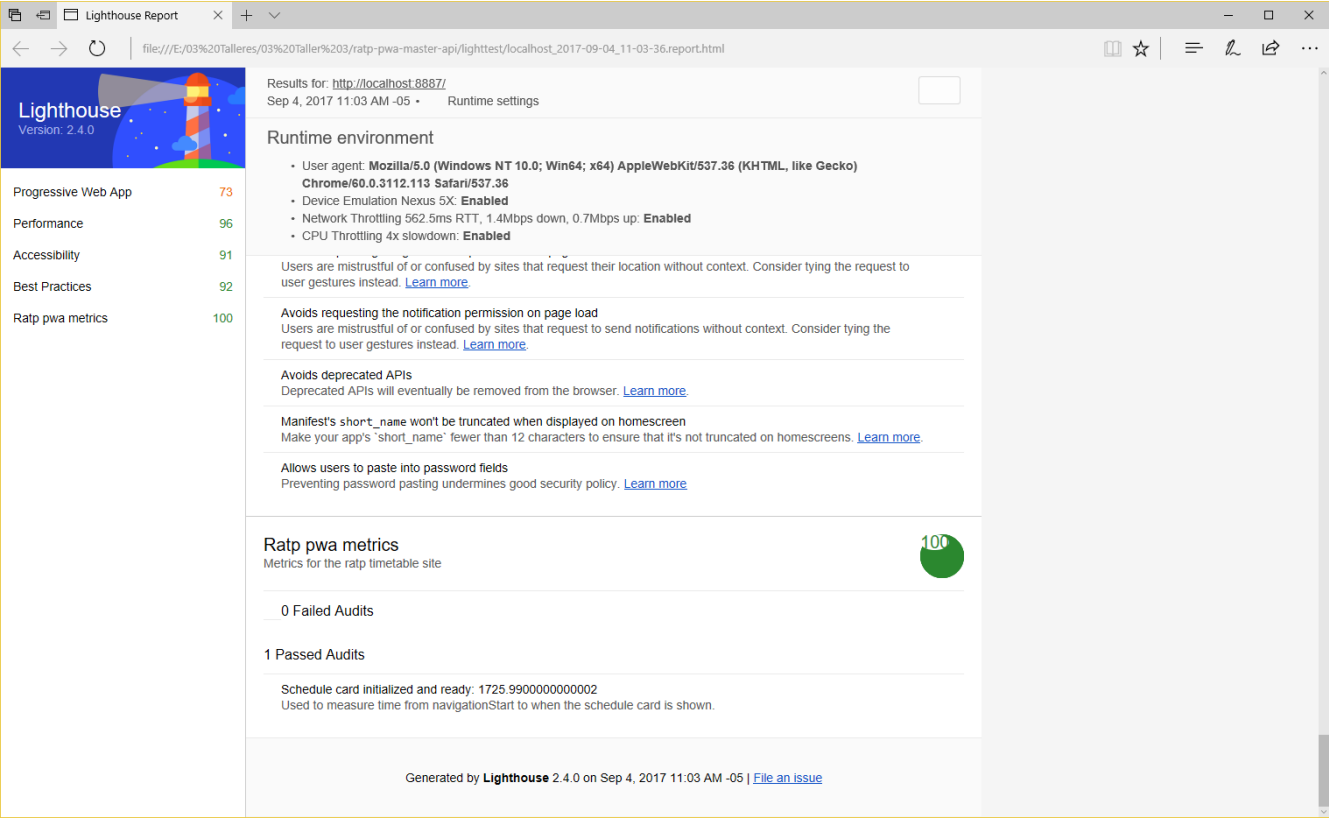 Lighthouse Report
file:///E:/03%20Talleres/03%20Taller%203/ratp-pwa-master-api/lighttest/localhost_2017-09-04_11-03-36.report.html
Lighthouse
Version: 2.4.0
Progressive Web App 73
Performance 96
Accessibility 91
Best Practices 92
Ratp pwa metrics 100
Results for: http://localhost:8887/
Sep 4, 2017 11:03 AM -05 • Runtime settings
Runtime environment
• User agent: Mozilla/5.0 (Windows NT 10.0; Win64; x64) AppleWebKit/537.36 (KHTML, like Gecko)
Chrome/60.0.3112.113 Safari/537.36
• Device Emulation Nexus 5X: Enabled
• Network Throttling 562.5ms RTT, 1.4Mbps down, 0.7Mbps up: Enabled
• CPU Throttling 4x slowdown: Enabled
Users are mistrustful of or confused by sites that request their location without context. Consider tying the request to
user gestures instead. Learn more.
Avoids requesting the notification permission on page load
Users are mistrustful of or confused by sites that request to send notifications without context. Consider tying the
request to user gestures instead. Learn more.
Avoids deprecated APIs
Deprecated APIs will eventually be removed from the browser. Learn more.
Manifest's short_name won't be truncated when displayed on homescreen
Make your app's `short_name` fewer than 12 characters to ensure that it's not truncated on homescreens. Learn more.
Allows users to paste into password fields
Preventing password pasting undermines good security policy. Learn more
Ratp pwa metrics
100
Metrics for the ratp timetable site
0 Failed Audits
1 Passed Audits
Schedule card initialized and ready: 1725.9900000000002
Used to measure time from navigationStart to when the schedule card is shown.
Generated by Lighthouse 2.4.0 on Sep 4, 2017 11:03 AM -05 | File an issue